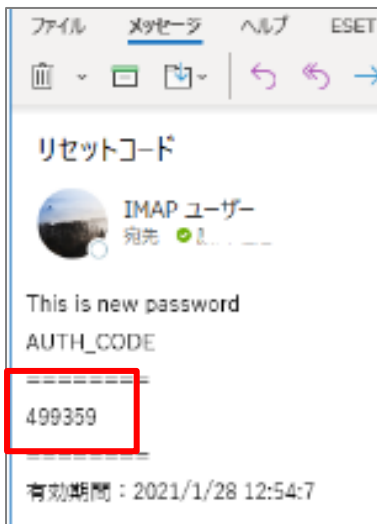 ファイル メッセージ ヘルプ ESET
リセットコード
IMAP ユーザー
宛先
This is new password
AUTH_CODE
========
499359
========
有効期間：2021/1/28 12:54:7